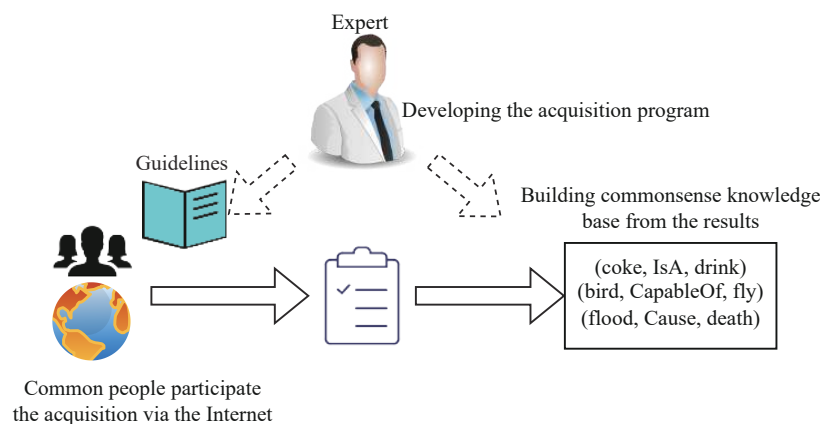 Expert
Developing the acquisition program
Guidelines
Building commonsense knowledge
base from the results
(coke, IsA, drink)
(bird, CapableOf, fly)
(flood, Cause, death)
Common people participate
the acquisition via the Internet